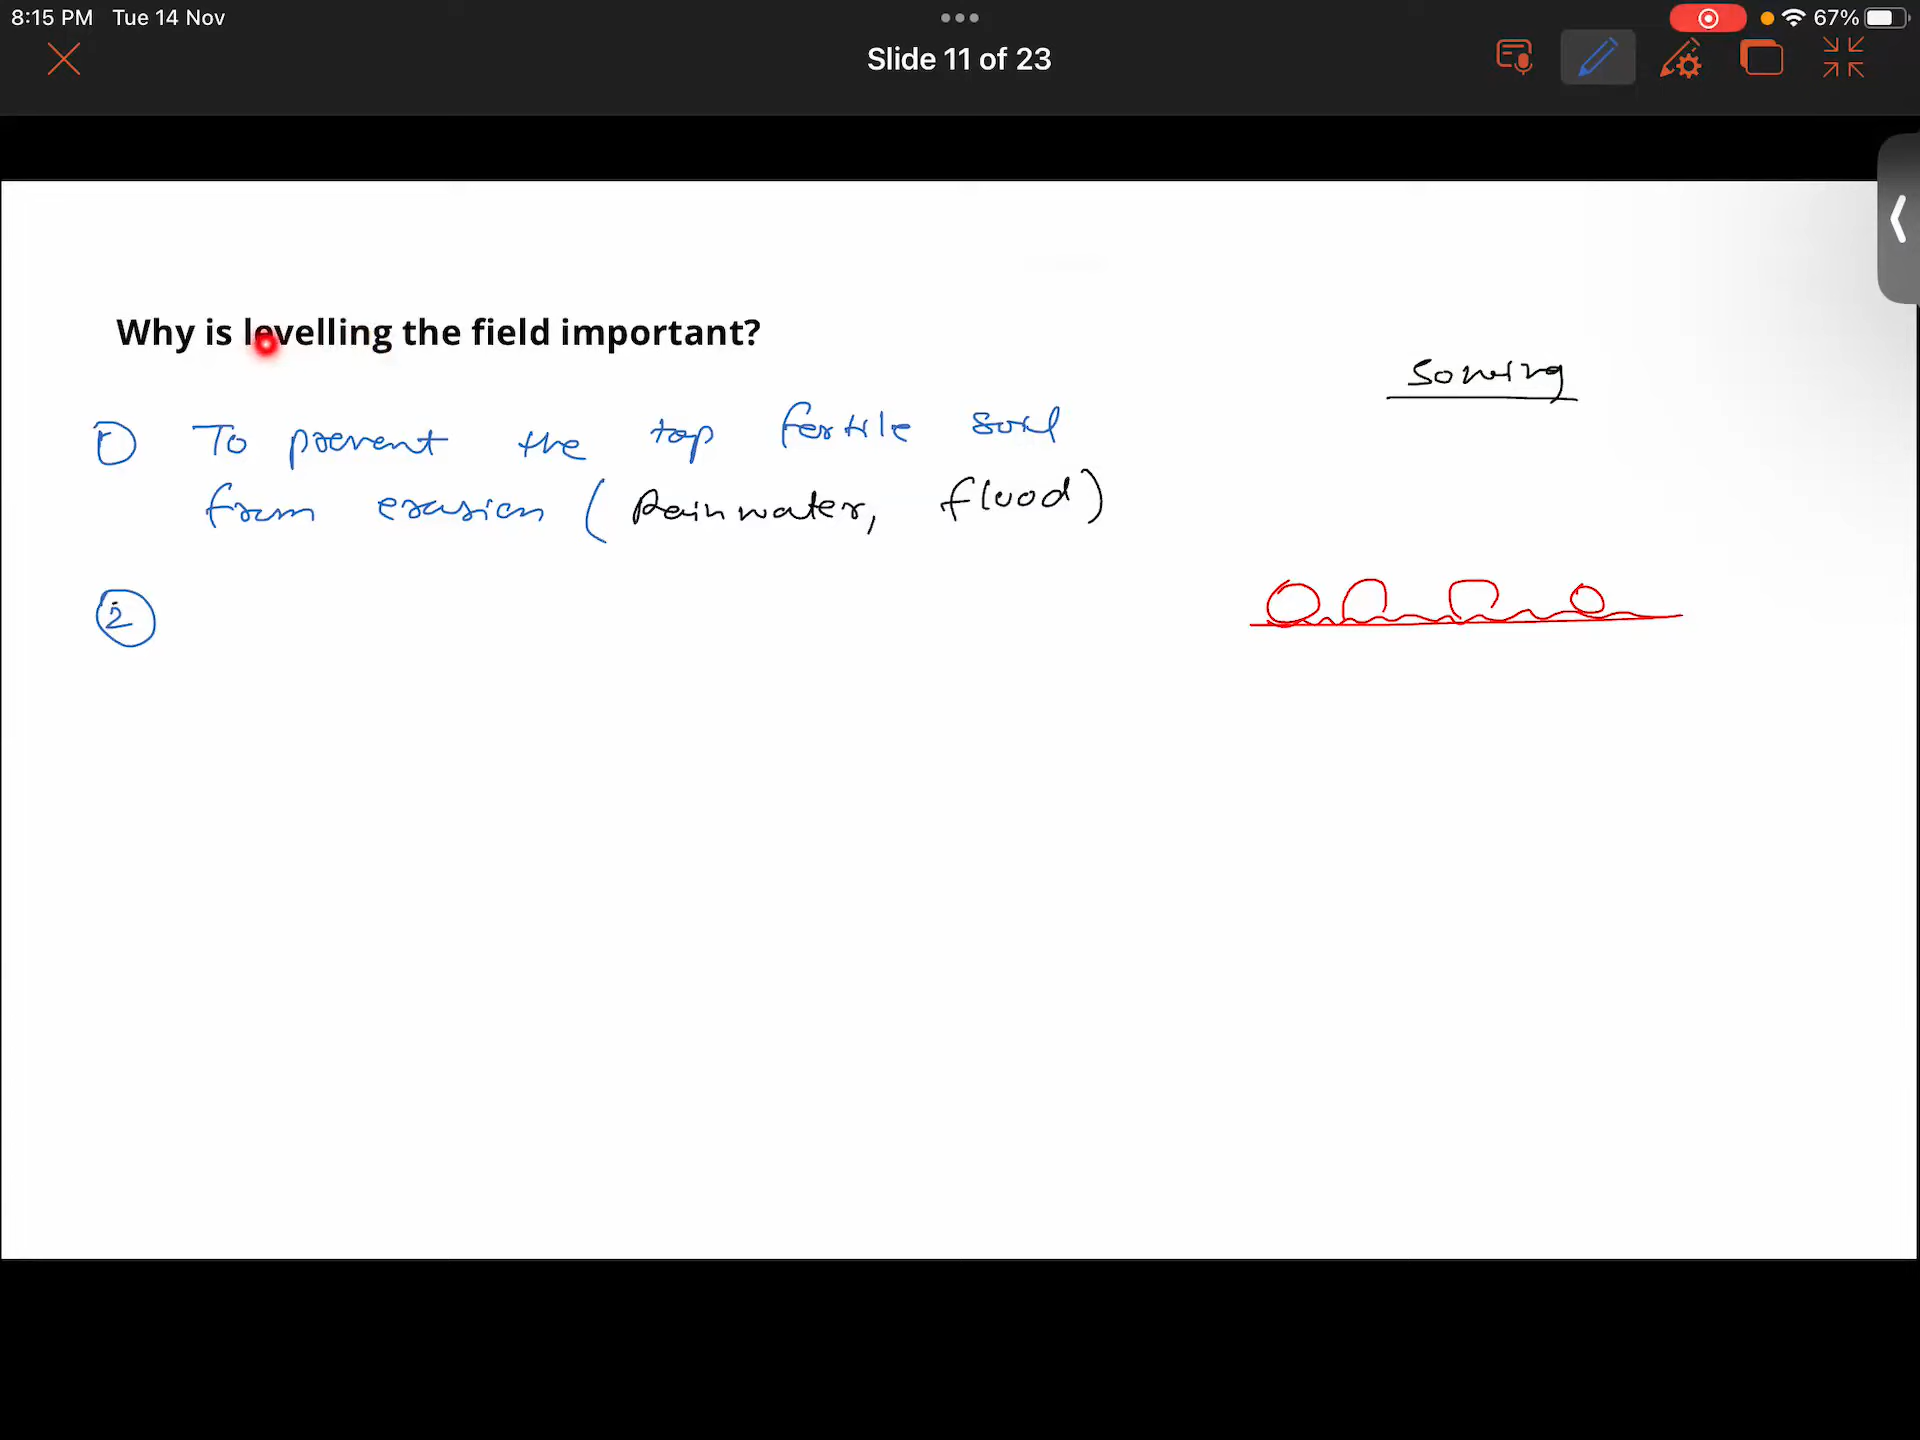 8:15 PM Tue 14 Nov
67%
Slide 11 of 23
Why is levelling the field important?
Sowing
① To prevent the top fertile soil
from erosion (Rainwater, flood)
②